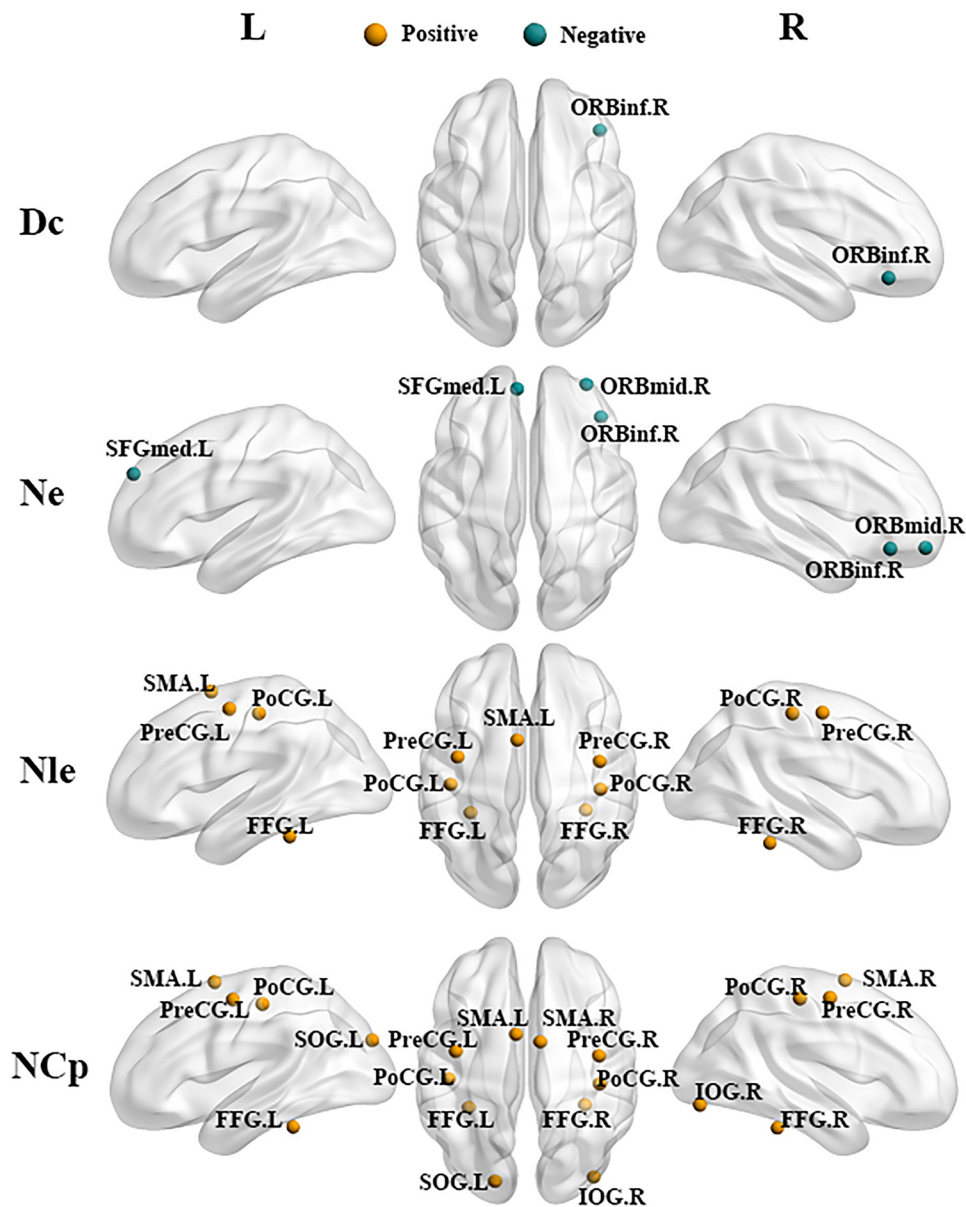 L Positive Negative R
ORBinf.R
Dc
ORBinf.R
SFGmed.L ORBmid.R
ORBinf.R
SFGmed.L
Ne
ORBmid.R
ORBinf.R
SMA.L PoCG.L PoCG.R
SMA.L
PreCG.L PreCG.L PreCG.R PreCG.R
Nle
PoCG.L PoCG.R
FFG.L FFG.L FFG.R FFG.R
SMA.L SMA.R
PoCG.L PoCG.R
PreCG.L PreCG.R
SMA.L SMA.R
SOG.L PreCG.L PreCG.R
NCp
PoCG.L PoCG.R
IOG.R
FFG.L FFG.L FFG.R FFG.R
SOG.L IOG.R